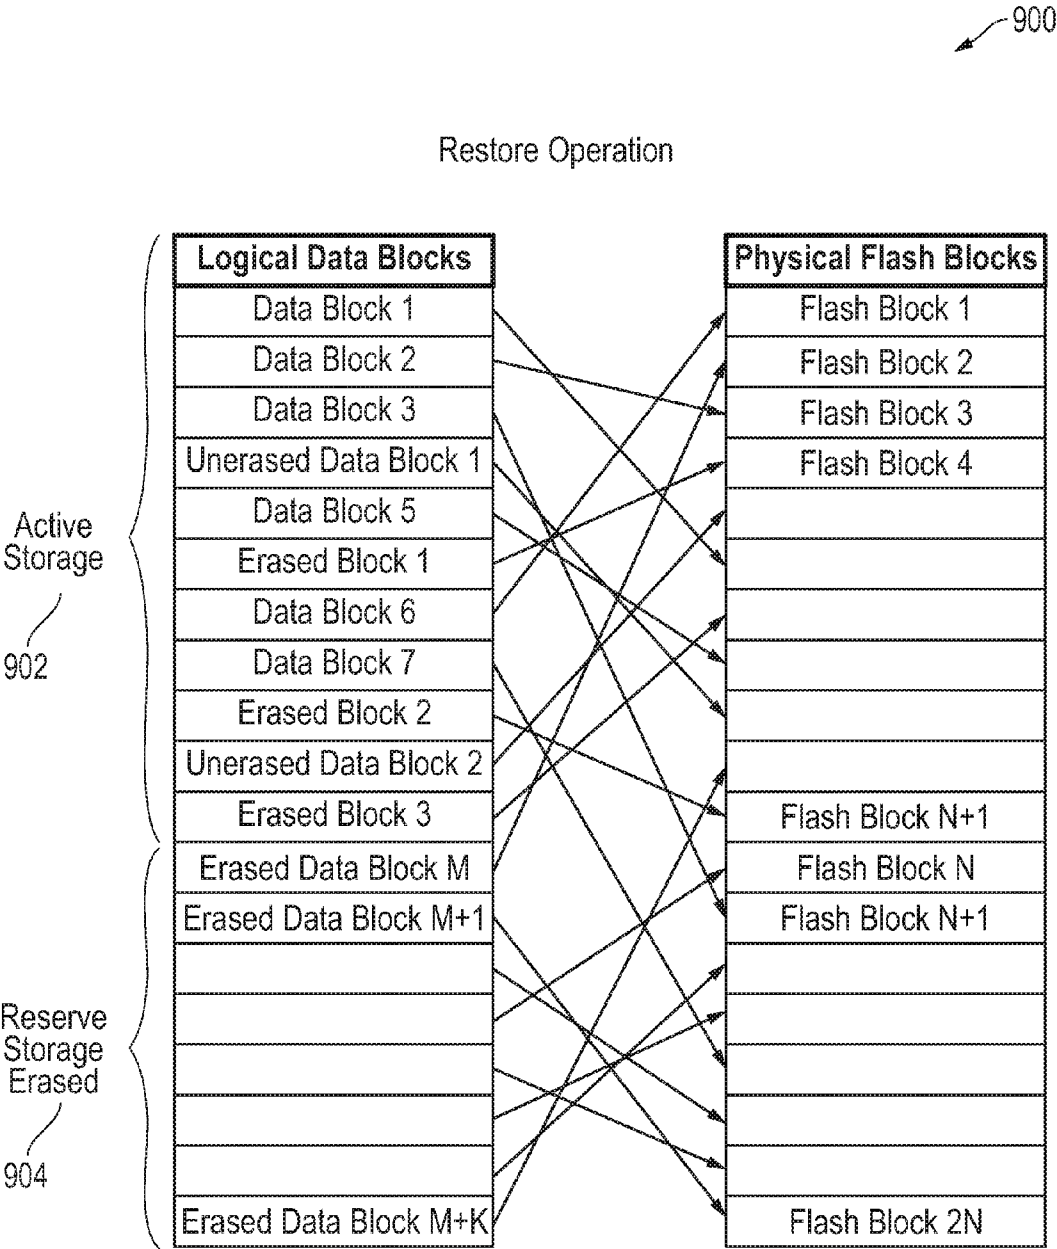 900
Restore Operation
Logical Data Blocks
Data Block 1
Data Block 2
Data Block 3
Unerased Data Block 1
Data Block 5
Erased Block 1
Data Block 6
Data Block 7
Erased Block 2
Unerased Data Block 2
Erased Block 3
Erased Data Block M
Erased Data Block M+1
Erased Data Block M+K
Physical Flash Blocks
Flash Block 1
Flash Block 2
Flash Block 3
Flash Block 4
Flash Block N+1
Flash Block N
Flash Block N+1
Flash Block 2N
Active
Storage
902
Reserve
Storage
Erased
904